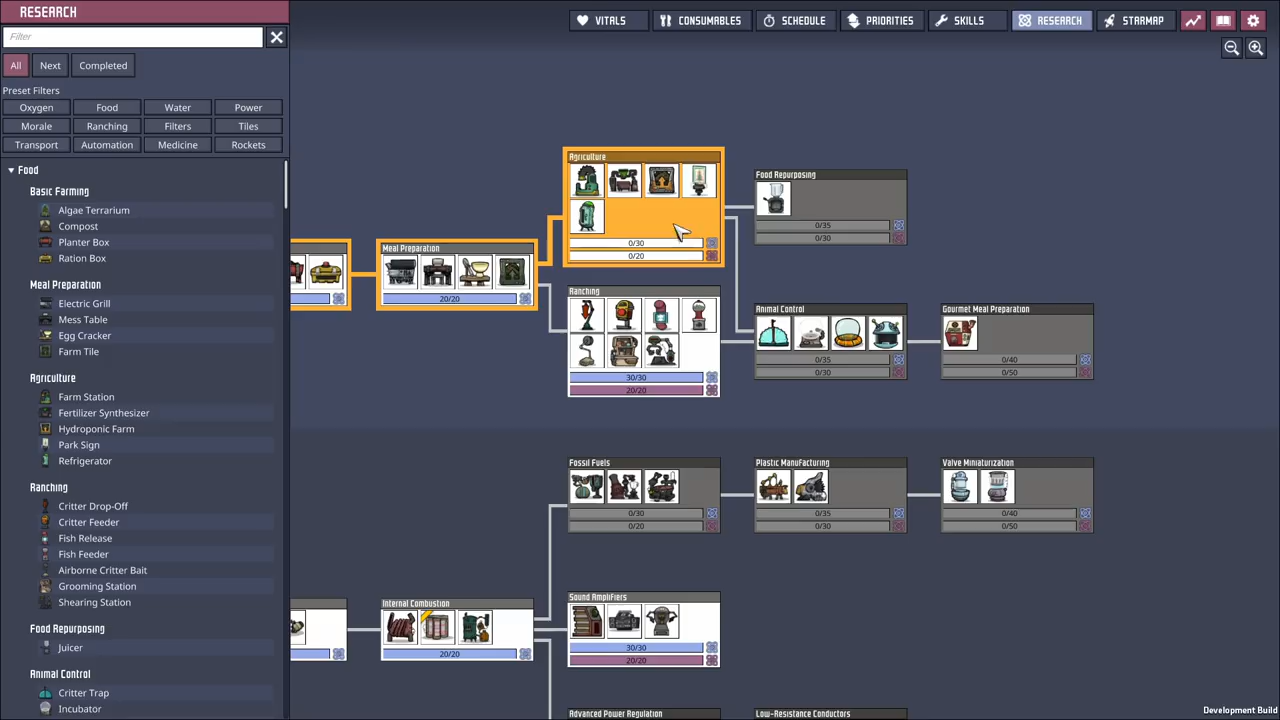 RESEARCH
VITALS
CONSUMABLES
SCHEDULE
PRIORITIES
SKILLS
RESEARCH
STARMAP
Filter
All
Next
Completed
Preset Filters
Oxygen
Food
Water
Power
Morale
Ranching
Filters
Tiles
Transport
Automation
Medicine
Rockets
Food
Basic Farming
Algae Terrarium
Compost
Planter Box
Ration Box
Meal Preparation
Electric Grill
Mess Table
Egg Cracker
Farm Tile
Agriculture
Farm Station
Fertilizer Synthesizer
Hydroponic Farm
Park Sign
Refrigerator
Ranching
Critter Drop-Off
Critter Feeder
Fish Release
Fish Feeder
Airborne Critter Bait
Grooming Station
Shearing Station
Food Repurposing
Juicer
Animal Control
Critter Trap
Incubator
Meal Preparation
20/20
Agriculture
0/30
0/20
Food Repurposing
0/35
0/30
Ranching
30/30
20/20
Animal Control
0/35
0/30
Gourmet Meal Preparation
0/40
0/50
Fossil Fuels
0/30
0/20
Plastic Manufacturing
0/35
0/30
Valve Miniaturization
0/40
0/50
Internal Combustion
20/20
Sound Amplifiers
30/30
20/20
Advanced Power Regulation
Low-Resistance Conductors
Development Build